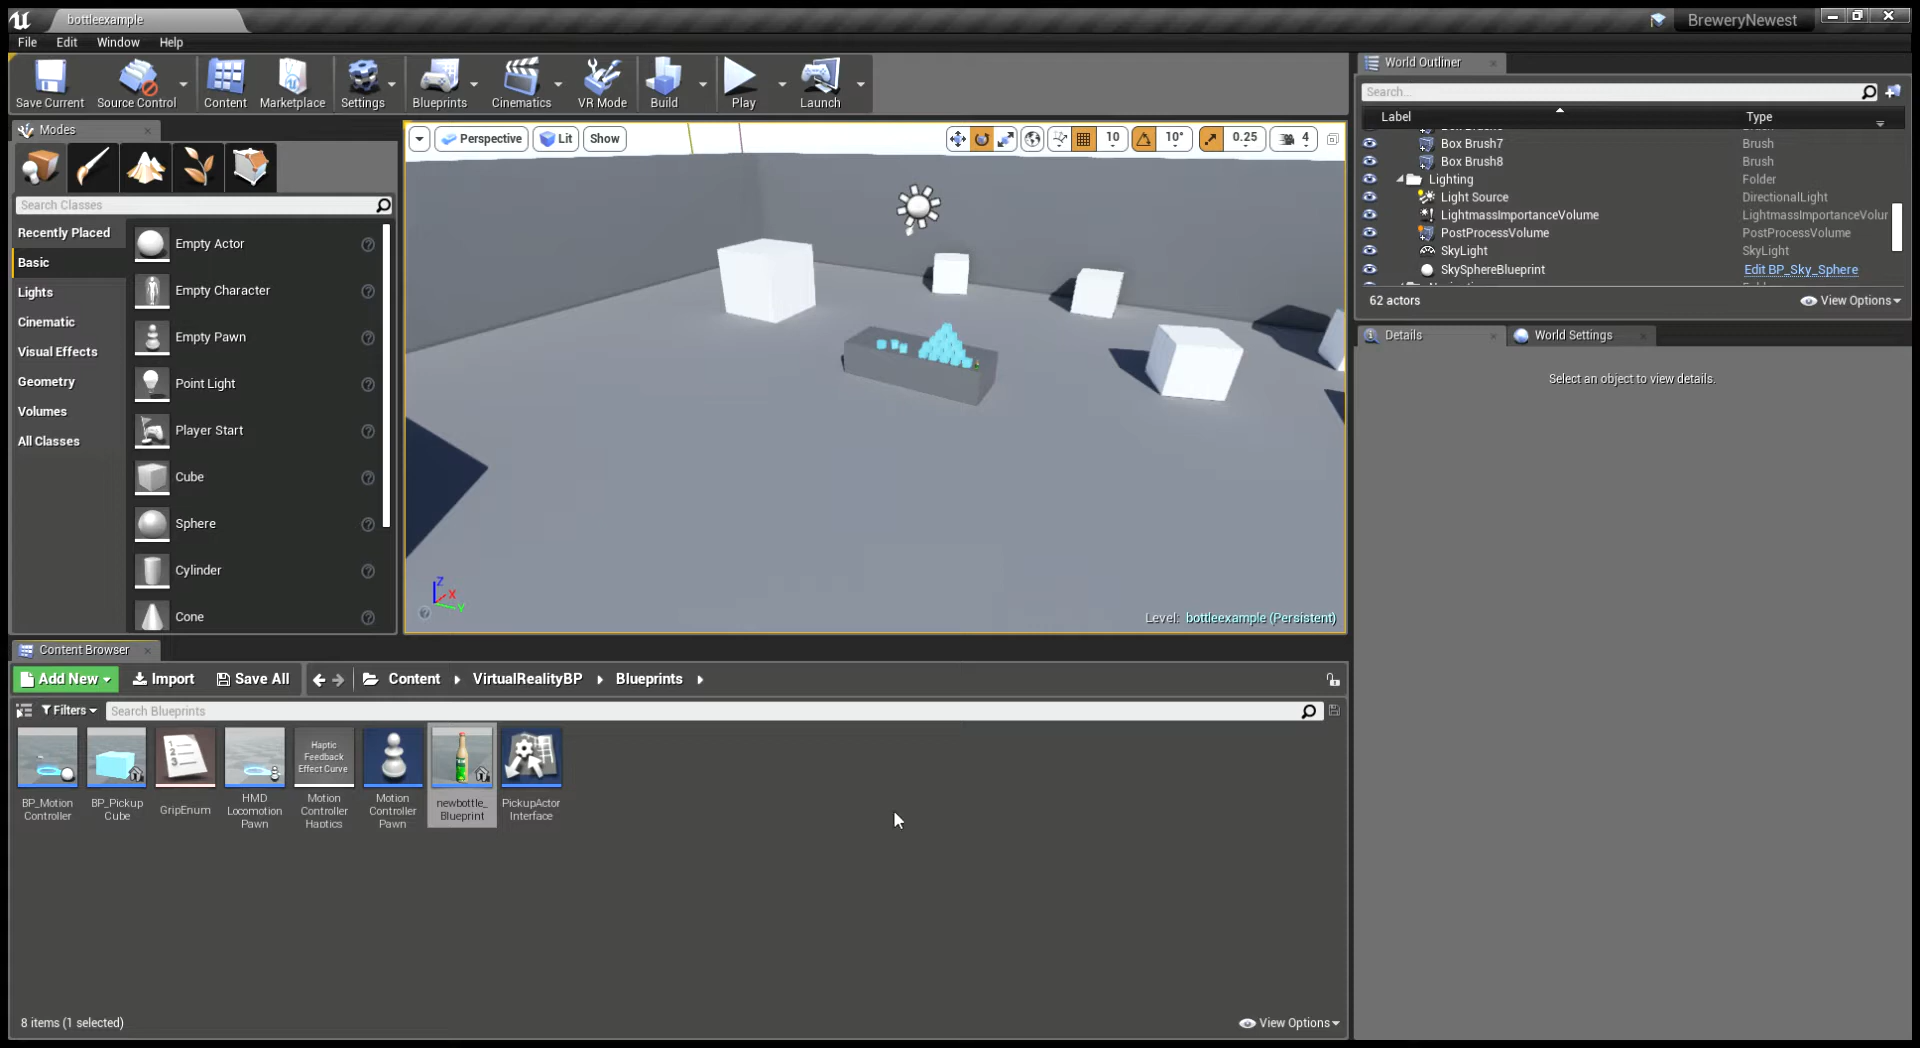 bottleexample
BreweryNewest
File Edit Window Help
Save Current
Source Control
Content
Marketplace
Settings
Blueprints
Cinematics
VR Mode
Build
Play
Launch
Modes
Search Classes
Recently Placed
Basic
Lights
Cinematic
Visual Effects
Geometry
Volumes
All Classes
Empty Actor
Empty Character
Empty Pawn
Point Light
Player Start
Cube
Sphere
Cylinder
Cone
Perspective
Lit
Show
10
10°
0.25
4
Z
X
Y
Level: bottleexample (Persistent)
World Outliner
Search...
Label Type
Box Brush7 Brush
Box Brush8 Brush
Lighting Folder
Light Source DirectionalLight
LightmassImportanceVolume LightmassImportanceVolur
PostProcessVolume PostProcessVolume
SkyLight SkyLight
SkySphereBlueprint Edit BP_Sky_Sphere
62 actors
View Options
Details
World Settings
Select an object to view details.
Content Browser
Add New Import Save All Content VirtualRealityBP Blueprints
Filters
Search Blueprints
BP_Motion
Controller
BP_Pickup
Cube
1
2
3
GripEnum
HMD
Locomotion
Pawn
Haptic
Feedback
Effect Curve
Motion
Controller
Haptics
Motion
Controller
Pawn
newbottle_
Blueprint
PickupActor
Interface
8 items (1 selected)
View Options